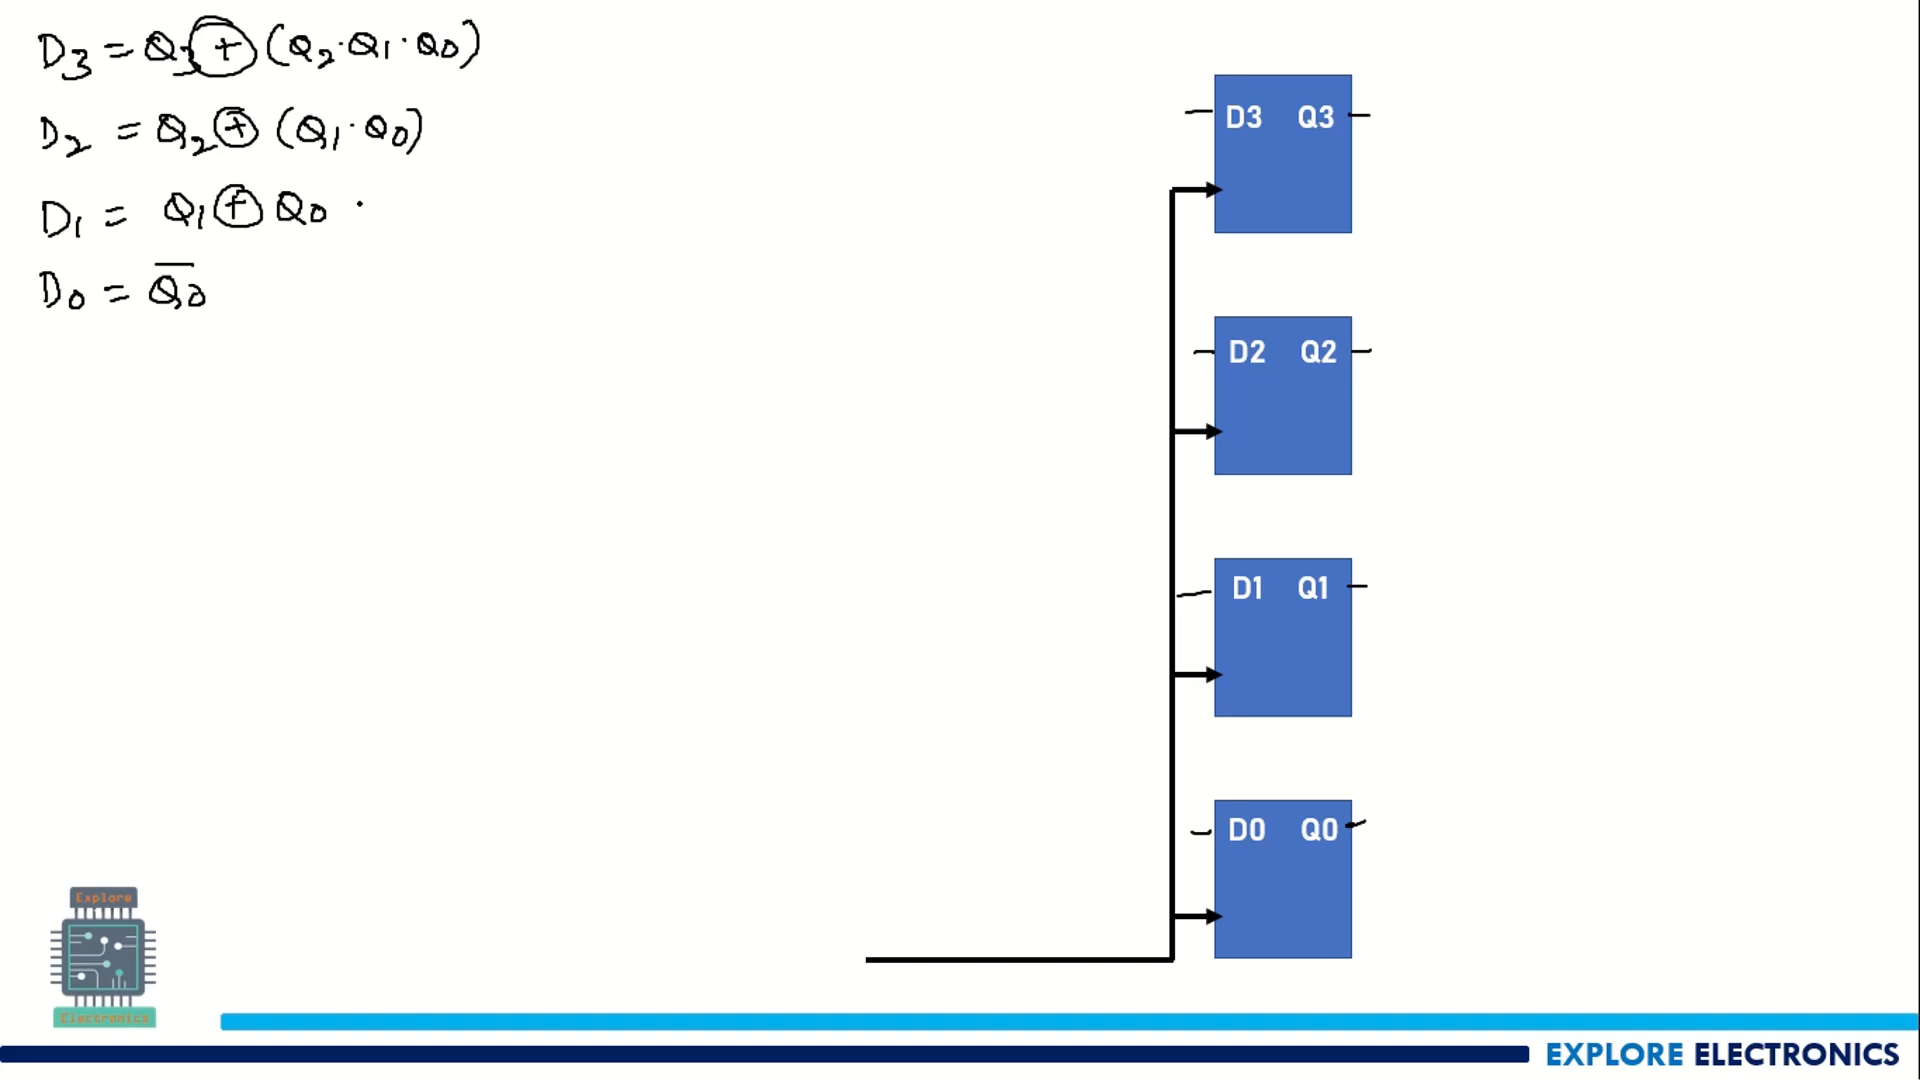 D3 = Q3 ⊕ (Q2·Q1·Q0)
D2 = Q2 ⊕ (Q1·Q0)
D1 = Q1 ⊕ Q0
D0 = Q̅0
D3 Q3
D2 Q2
D1 Q1
D0 Q0
Explore
Electronics
EXPLORE ELECTRONICS